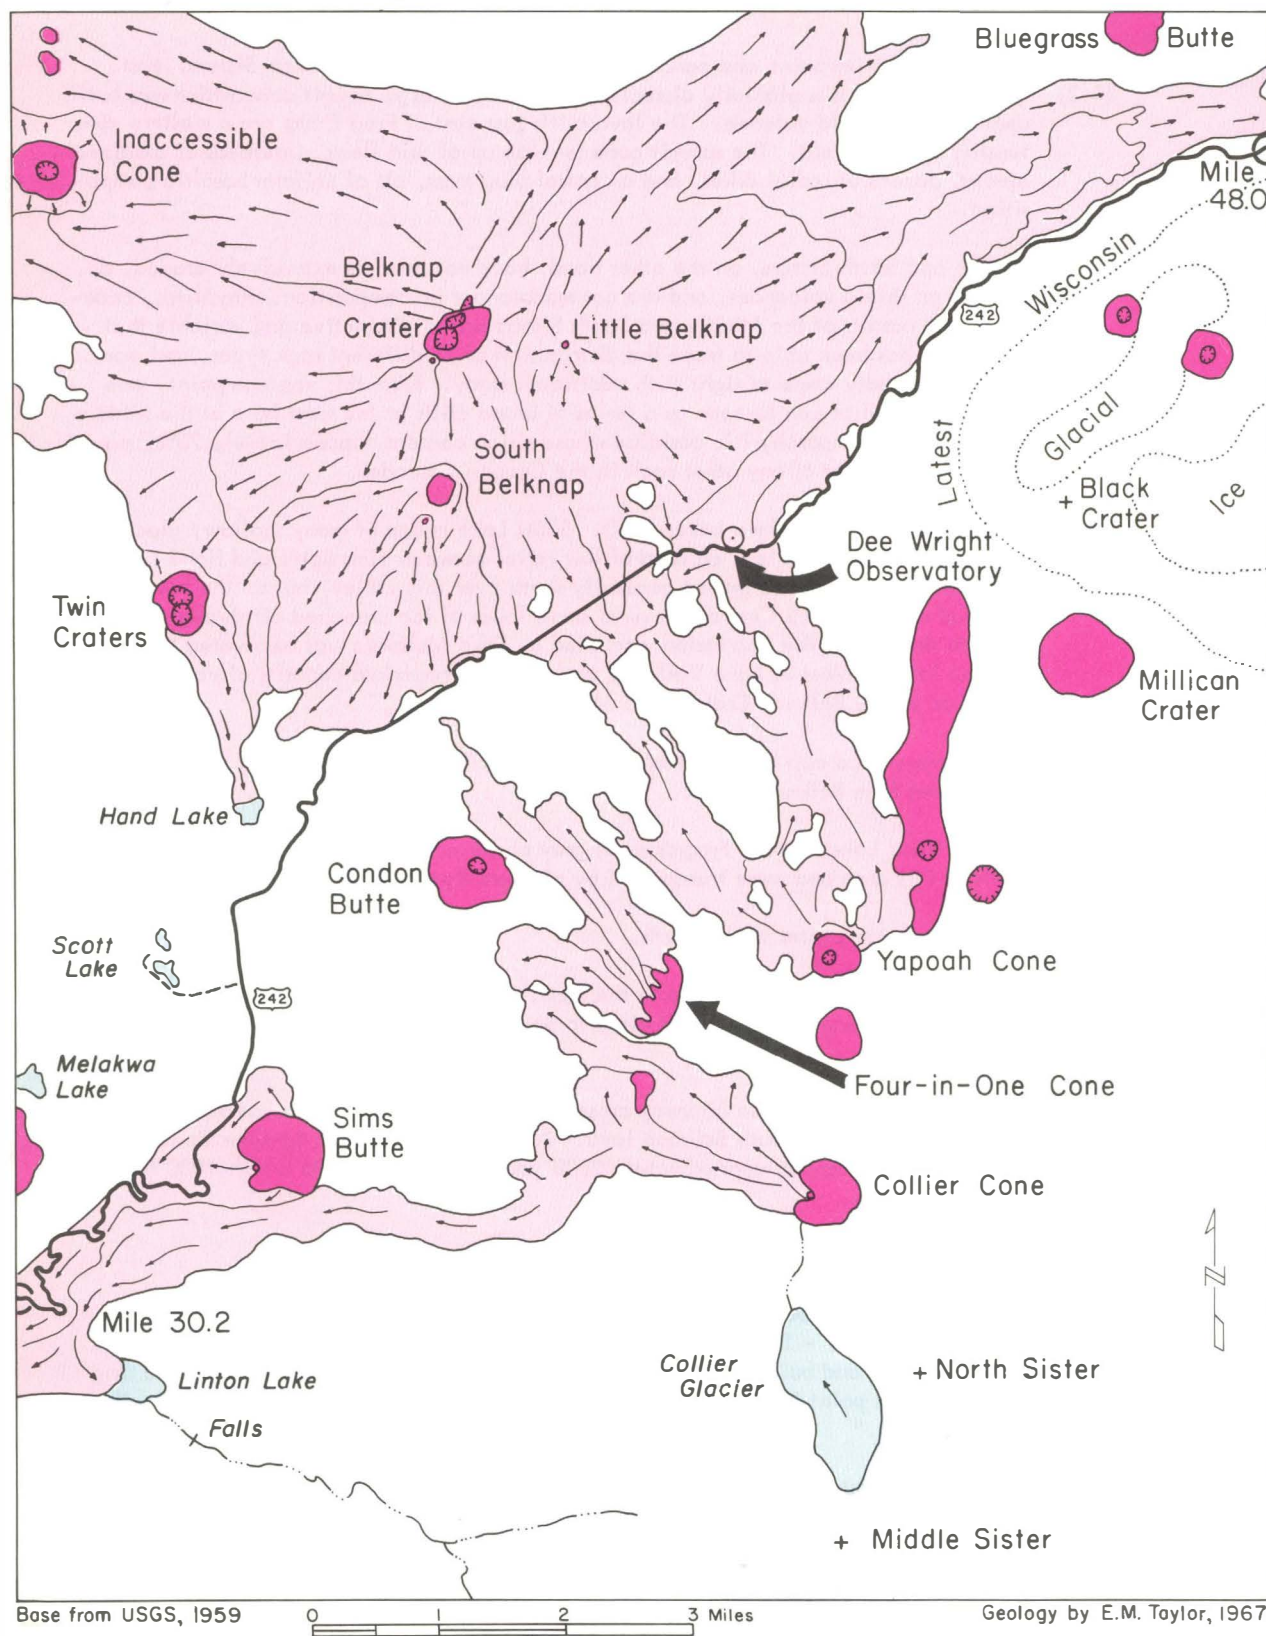 Bluegrass Butte
Inaccessible
Cone
Mile
48.0
Wisconsin
Belknap
Crater
Little Belknap
242
Latest
Glacial
Ice
South
Belknap
Black
Crater
Dee Wright
Observatory
Twin
Craters
Millican
Crater
Hand Lake
Condon
Butte
Scott
Lake
Yapoah Cone
242
Melakwa
Lake
Four-in-One Cone
Sims
Butte
Collier Cone
N
Mile 30.2
Linton Lake
Collier
Glacier
North Sister
Falls
Middle Sister
Base from USGS, 1959
0 1 2 3 Miles
Geology by E.M. Taylor, 1967